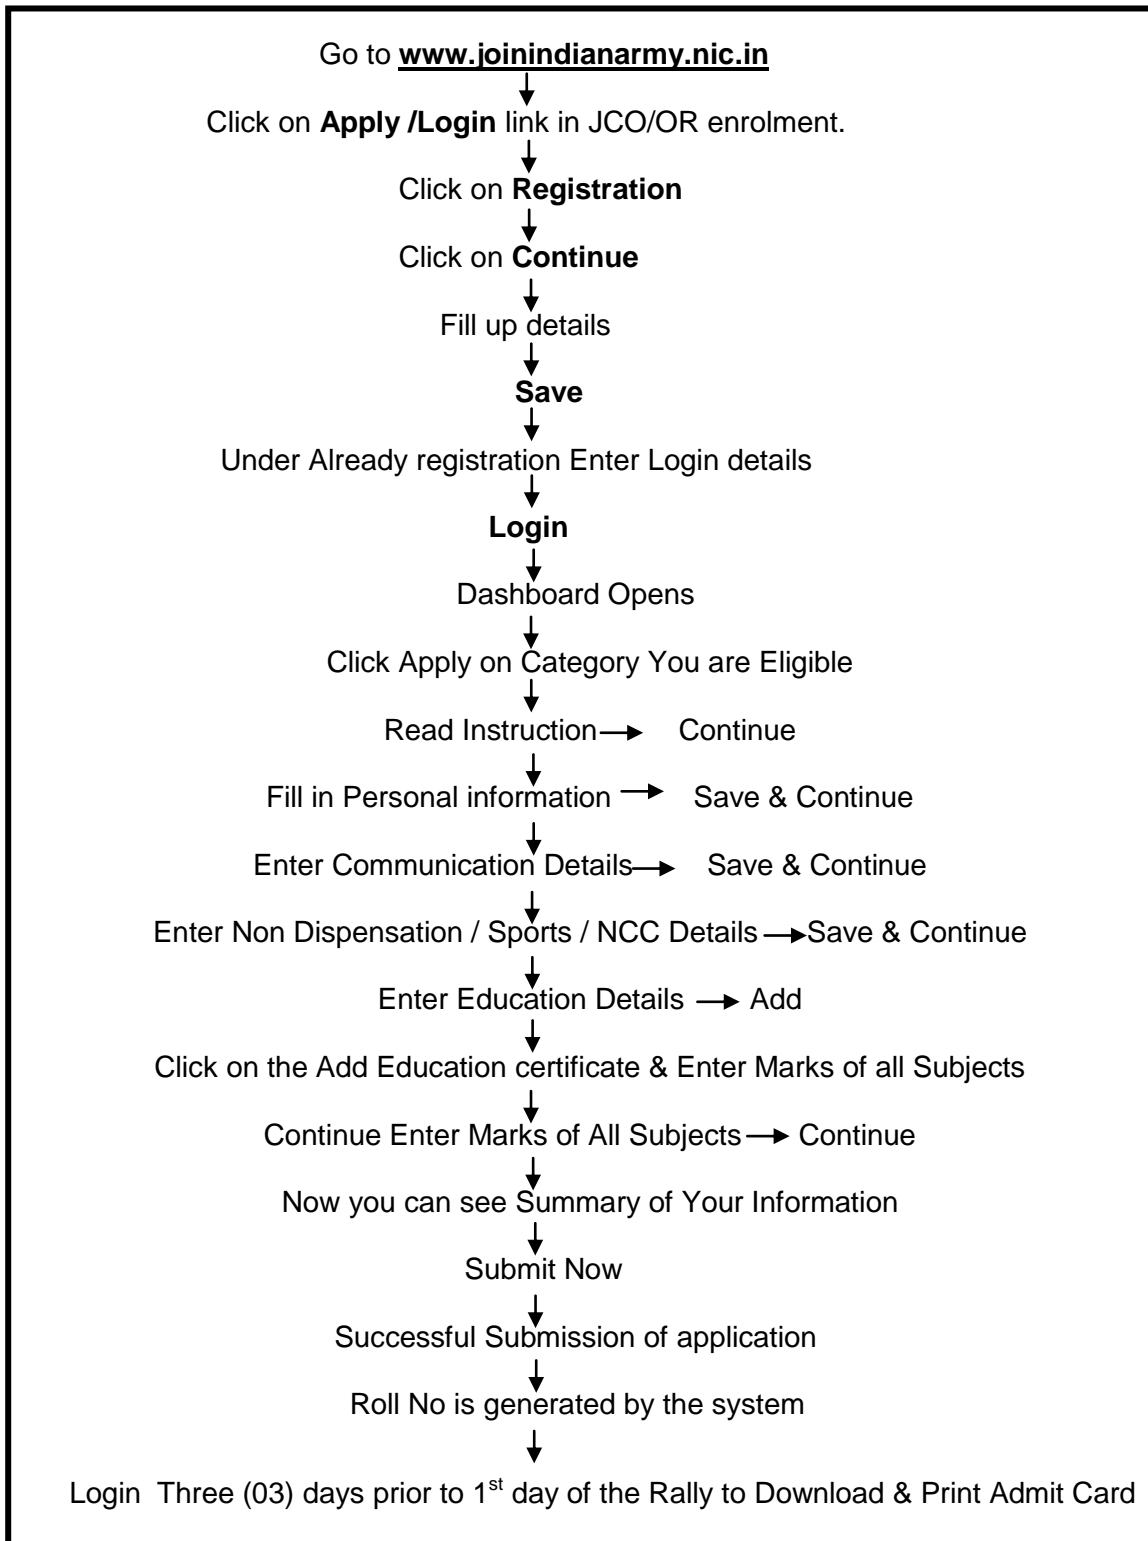 Go to www.joinindianarmy.nic.in
Click on Apply /Login link in JCO/OR enrolment.
Click on Registration
Click on Continue
Fill up details
Save
Under Already registration Enter Login details
Login
Dashboard Opens
Click Apply on Category You are Eligible
Read Instruction Continue
Fill in Personal information Save & Continue
Enter Communication Details Save & Continue
Enter Non Dispensation / Sports / NCC Details Save & Continue
Enter Education Details Add
Click on the Add Education certificate & Enter Marks of all Subjects
Continue Enter Marks of All Subjects Continue
Now you can see Summary of Your Information
Submit Now
Successful Submission of application
Roll No is generated by the system
Login Three (03) days prior to 1st day of the Rally to Download & Print Admit Card